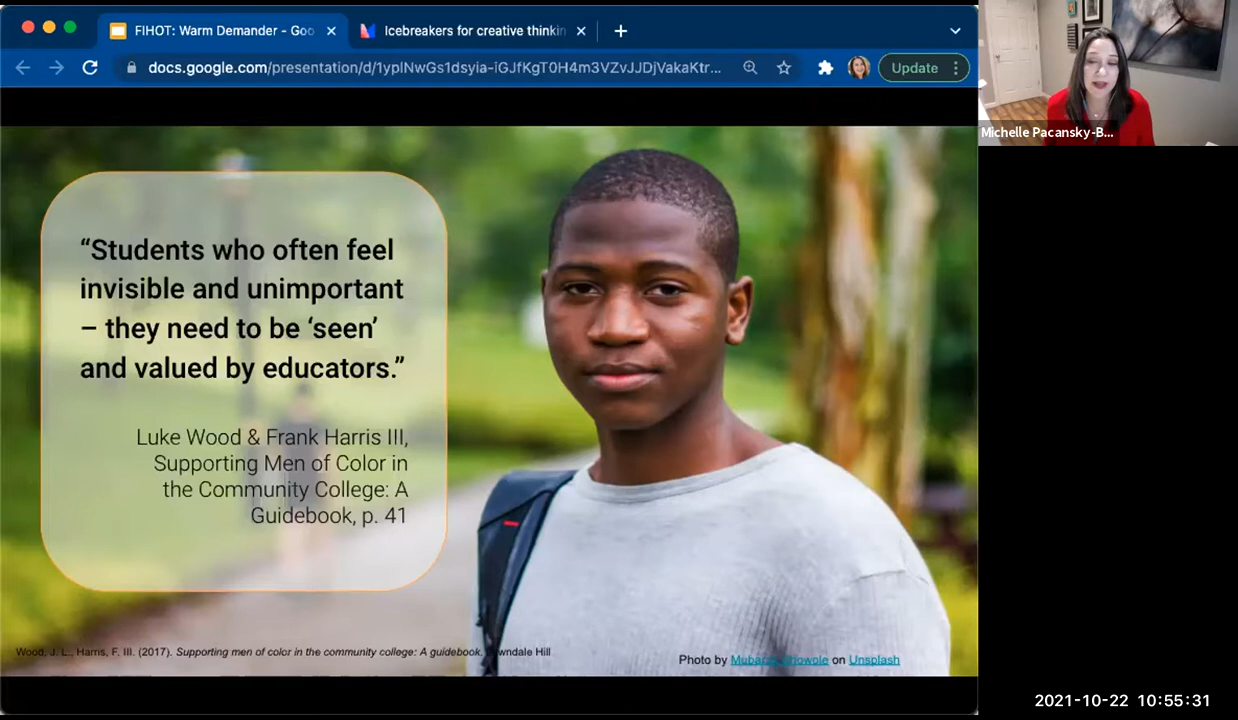 FIHOT: Warm Demander - Goo
Icebreakers for creative thinkin
docs.google.com/presentation/d/1yplNwGs1dsyia-iGJfKgT0H4m3VZvJJDjVakaKtr...
Update
Michelle Pacansky-B...
“Students who often feel
invisible and unimportant
– they need to be ‘seen’
and valued by educators.”
Luke Wood & Frank Harris III,
Supporting Men of Color in
the Community College: A
Guidebook, p. 41
Wood, J. L., Harris, F. III. (2017). Supporting men of color in the community college: A guidebook. Hill
Photo by on Unsplash
2021-10-22 10:55:31